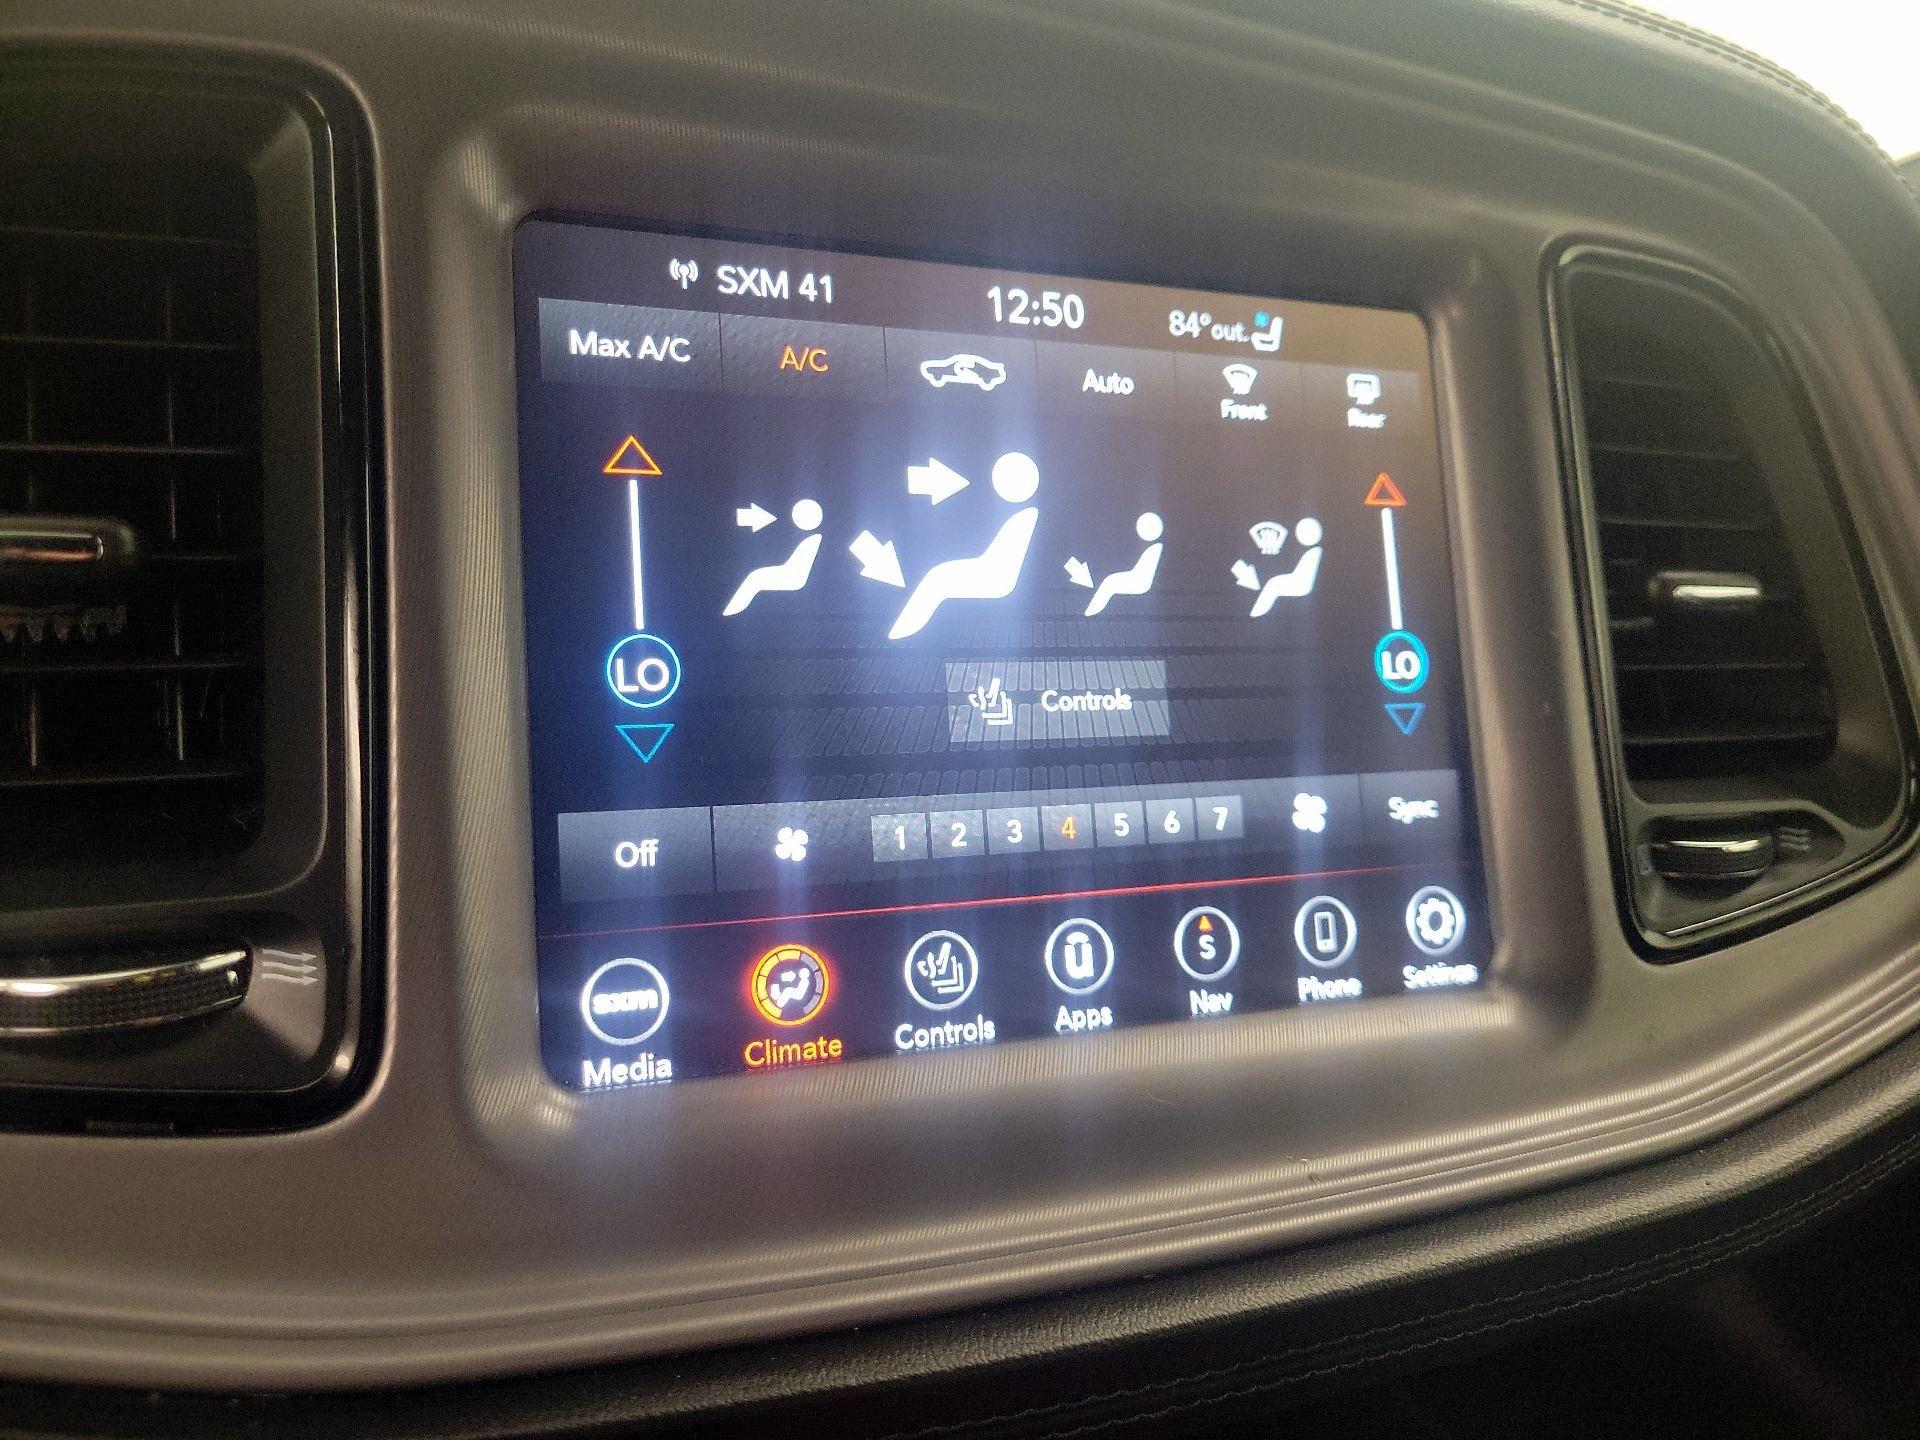 SXM 41 12:50 84° out.
Max A/C A/C Auto Front Rear
LO LO
Controls
Off 1 2 3 4 5 6 7 Sync
sxm u S
Media Climate Controls Apps Nav Phone Settings